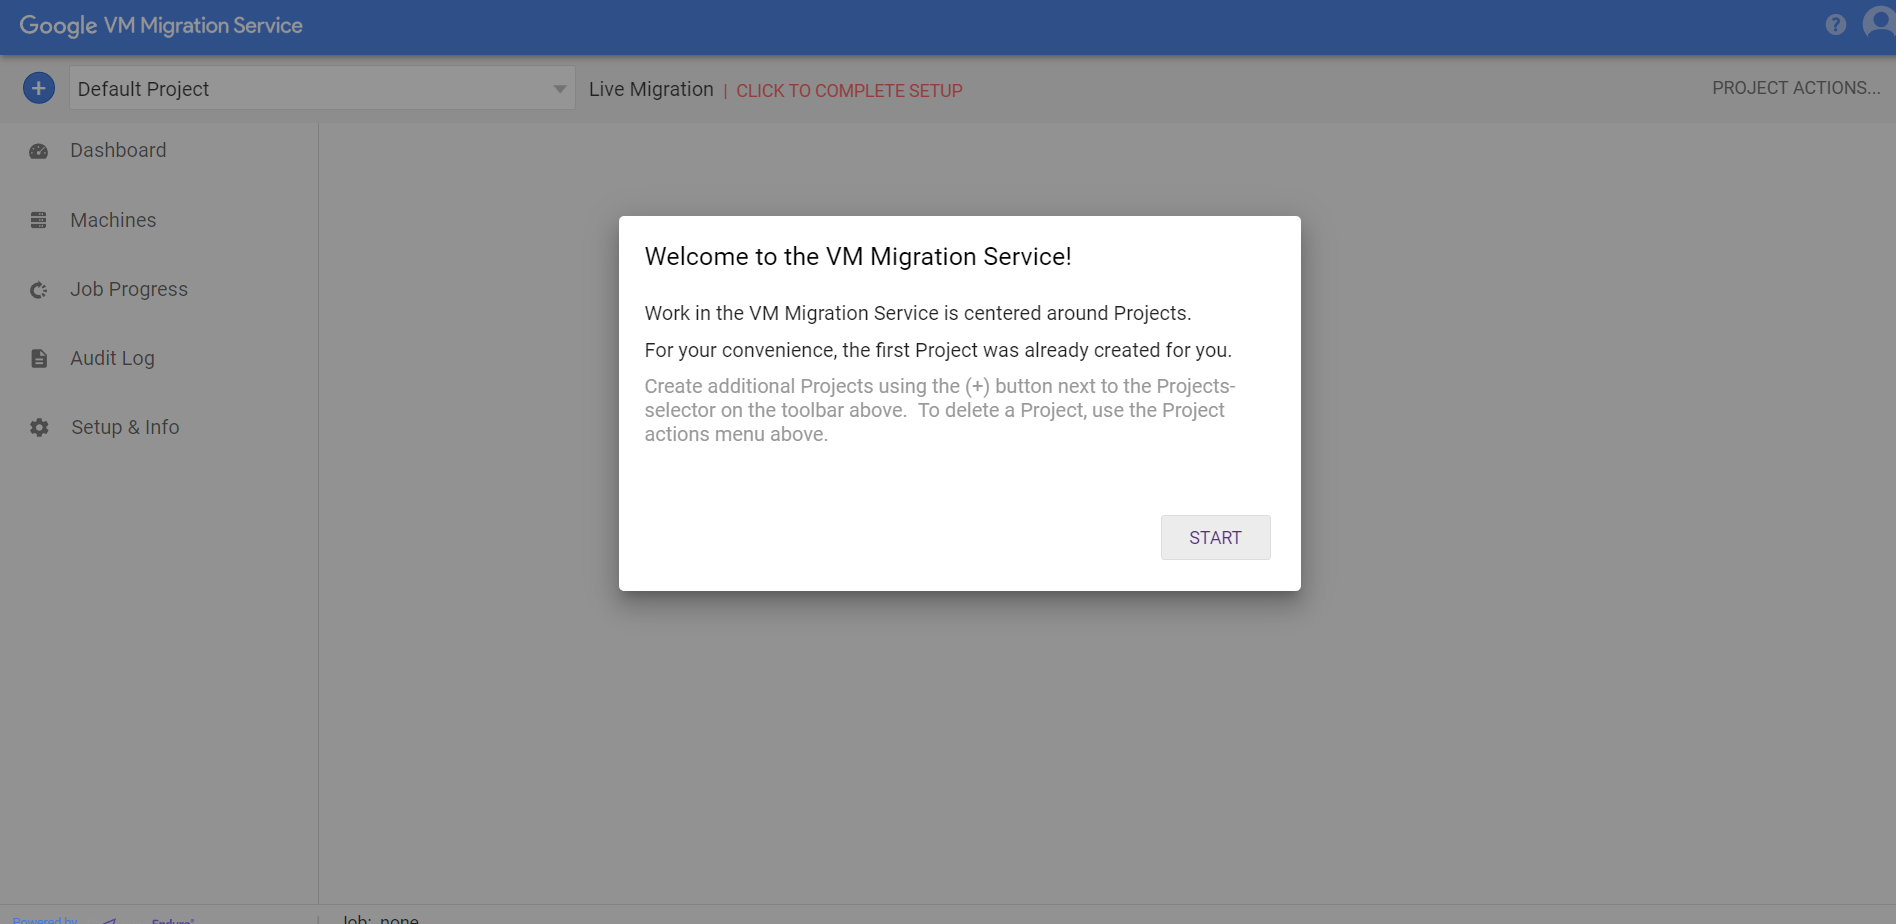 Google VM Migration Service
Default Project
Live Migration | CLICK TO COMPLETE SETUP
PROJECT ACTIONS...
Dashboard
Machines
Job Progress
Audit Log
Setup & Info
Welcome to the VM Migration Service!
Work in the VM Migration Service is centered around Projects.
For your convenience, the first Project was already created for you.
Create additional Projects using the (+) button next to the Projects-
selector on the toolbar above. To delete a Project, use the Project
actions menu above.
START
Powered by
Job: none